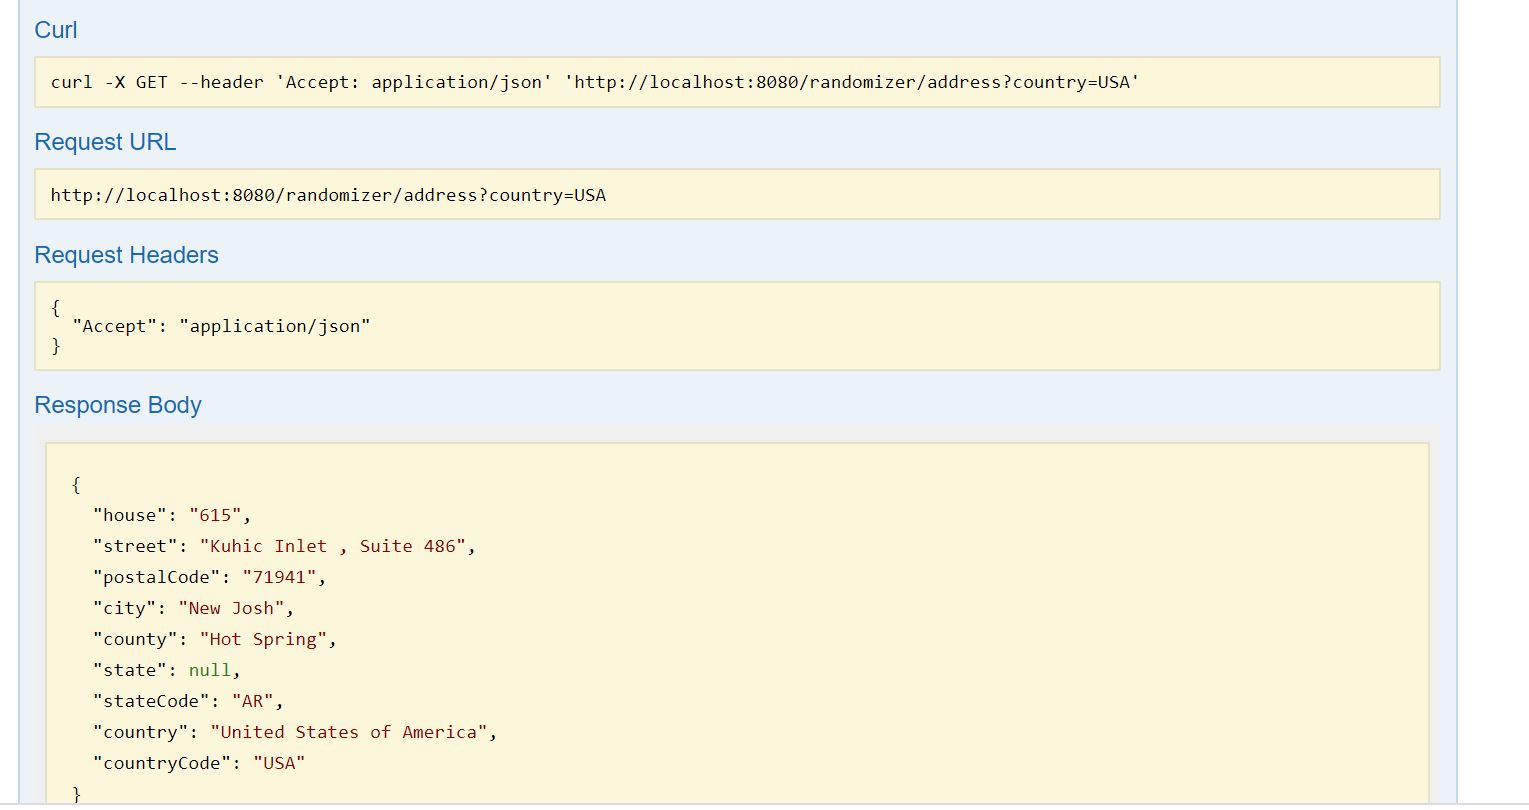 Curl
curl -X GET --header 'Accept: application/json' 'http://localhost:8080/randomizer/address?country=USA'
Request URL
http://localhost:8080/randomizer/address?country=USA
Request Headers
{
  "Accept": "application/json"
}
Response Body
{
  "house": "615",
  "street": "Kuhic Inlet , Suite 486",
  "postalCode": "71941",
  "city": "New Josh",
  "county": "Hot Spring",
  "state": null,
  "stateCode": "AR",
  "country": "United States of America",
  "countryCode": "USA"
}